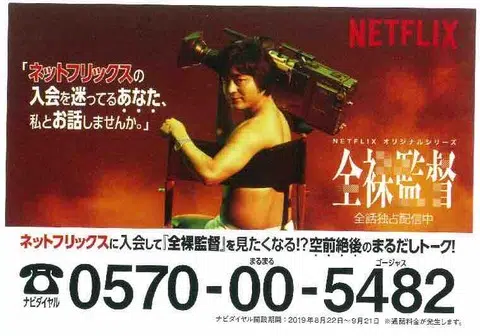 NETFLIX
「ネットフリックスの
入会を迷ってるあなた、
私とお話しませんか。」
NETFLIX オリジナルシリーズ
全裸監督
全話独占配信中
ネットフリックスに入会して『全裸監督』を見たくなる!?空前絶後のまるだしトーク!
まるまる
ゴージャス
ナビダイヤル
0570-00-5482
ナビダイヤル開設期間:2019年8月22日〜9月21日 ※通話料金が発生します。